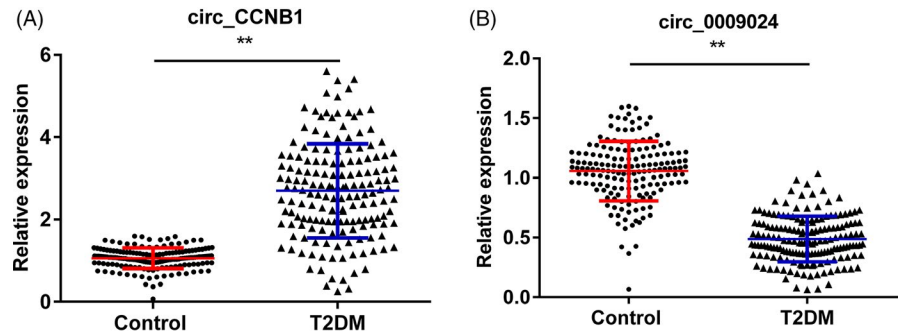 (A)
circ_CCNB1
**
Relative expression
6
4
2
0
Control
T2DM
(B)
circ_0009024
**
Relative expression
2.0
1.5
1.0
0.5
0.0
Control
T2DM